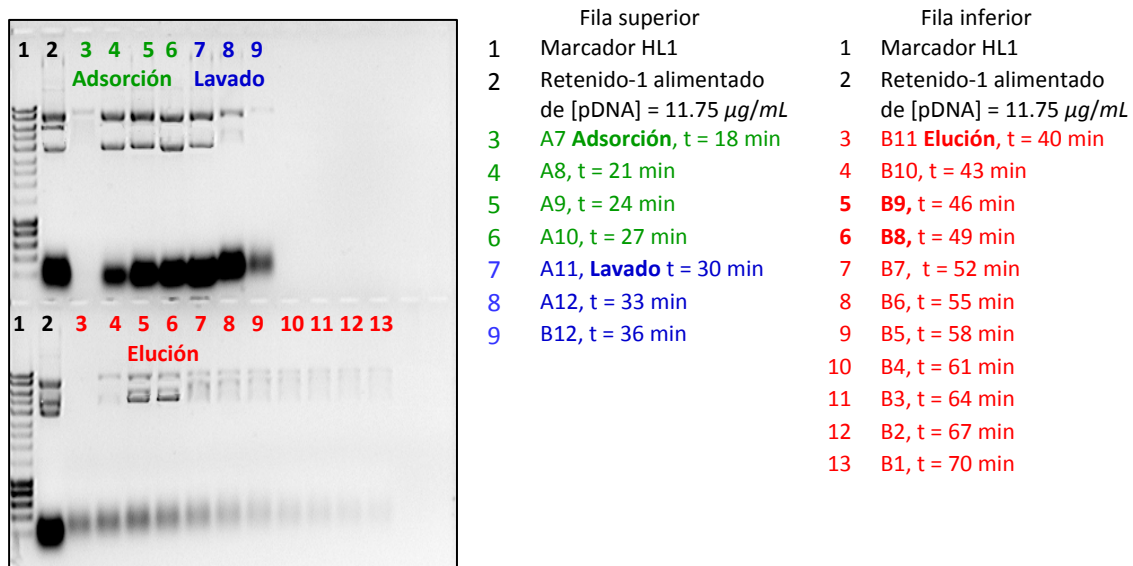 1 2 3 4 5 6 7 8 9
Adsorción Lavado
1 2 3 4 5 6 7 8 9 10 11 12 13
Elución
Fila superior
1 Marcador HL1
2 Retenido-1 alimentado
de [pDNA] = 11.75 µg/mL
3 A7 Adsorción, t = 18 min
4 A8, t = 21 min
5 A9, t = 24 min
6 A10, t = 27 min
7 A11, Lavado t = 30 min
8 A12, t = 33 min
9 B12, t = 36 min
Fila inferior
1 Marcador HL1
2 Retenido-1 alimentado
de [pDNA] = 11.75 µg/mL
3 B11 Elución, t = 40 min
4 B10, t = 43 min
5 B9, t = 46 min
6 B8, t = 49 min
7 B7, t = 52 min
8 B6, t = 55 min
9 B5, t = 58 min
10 B4, t = 61 min
11 B3, t = 64 min
12 B2, t = 67 min
13 B1, t = 70 min